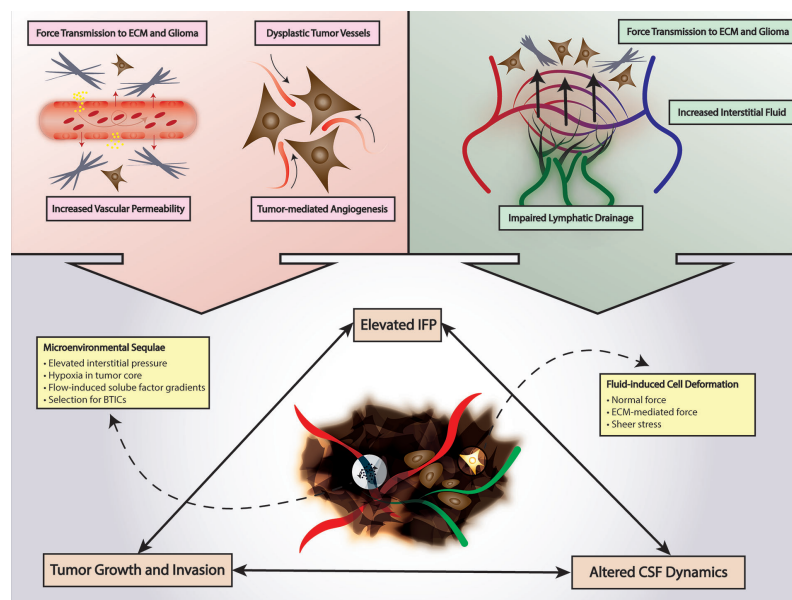 Force Transmission to ECM and Glioma
Dysplastic Tumor Vessels
Force Transmission to ECM and Glioma
Increased Interstitial Fluid
Increased Vascular Permeability
Tumor-mediated Angiogenesis
Impaired Lymphatic Drainage
Elevated IFP
Microenvironmental Sequlae
• Elevated interstitial pressure
• Hypoxia in tumor core
• Flow-induced solube factor gradients
• Selection for BTICs
Fluid-induced Cell Deformation
• Normal force
• ECM-mediated force
• Sheer stress
Tumor Growth and Invasion
Altered CSF Dynamics